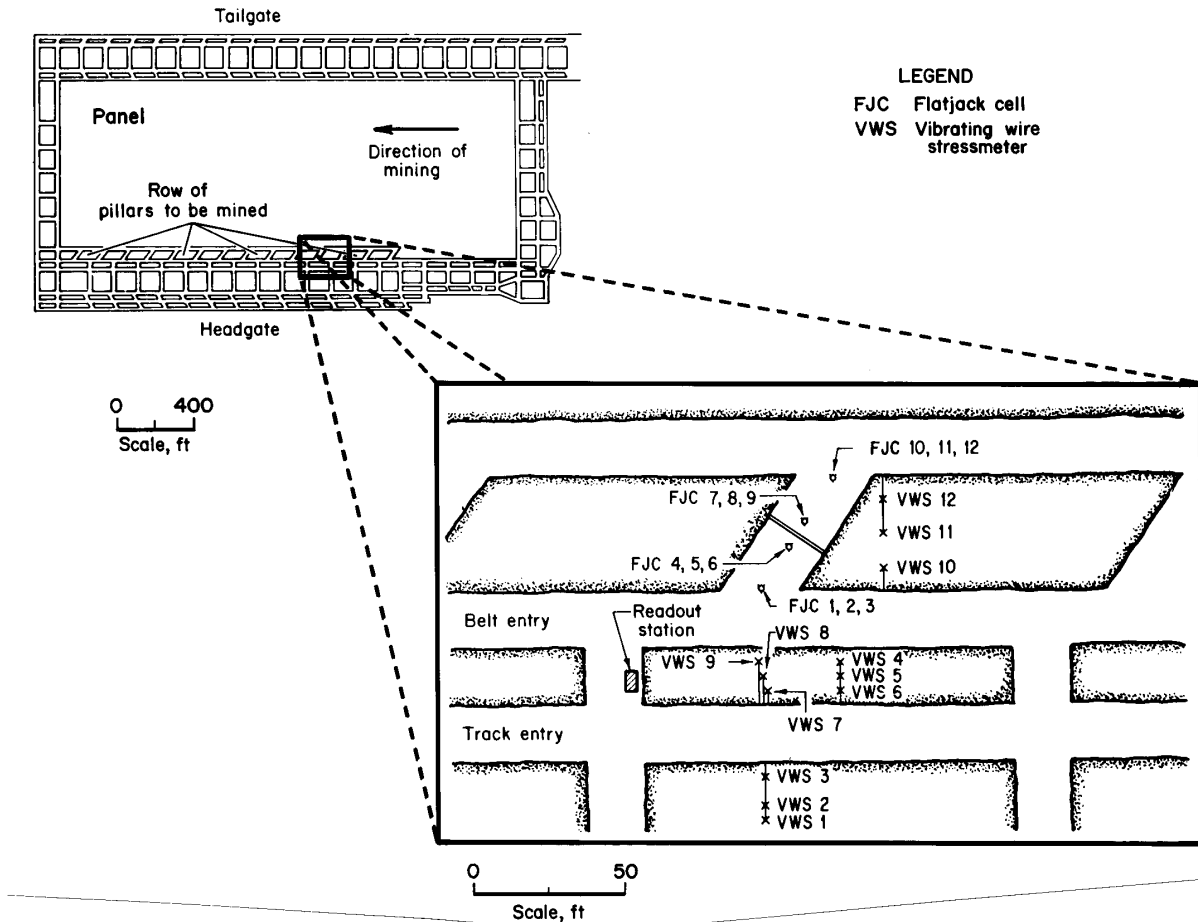 Tailgate
LEGEND
FJC Flatjack cell
VWS Vibrating wire
stressmeter
Panel
Direction of
mining
Row of
pillars to be mined
Headgate
0 400
Scale, ft
FJC 10, 11, 12
FJC 7, 8, 9
VWS 12
VWS 11
FJC 4, 5, 6
VWS 10
FJC 1, 2, 3
Readout
station
Belt entry
VWS 8
VWS 9
VWS 4
VWS 5
VWS 6
VWS 7
Track entry
VWS 3
VWS 2
VWS 1
0 50
Scale, ft